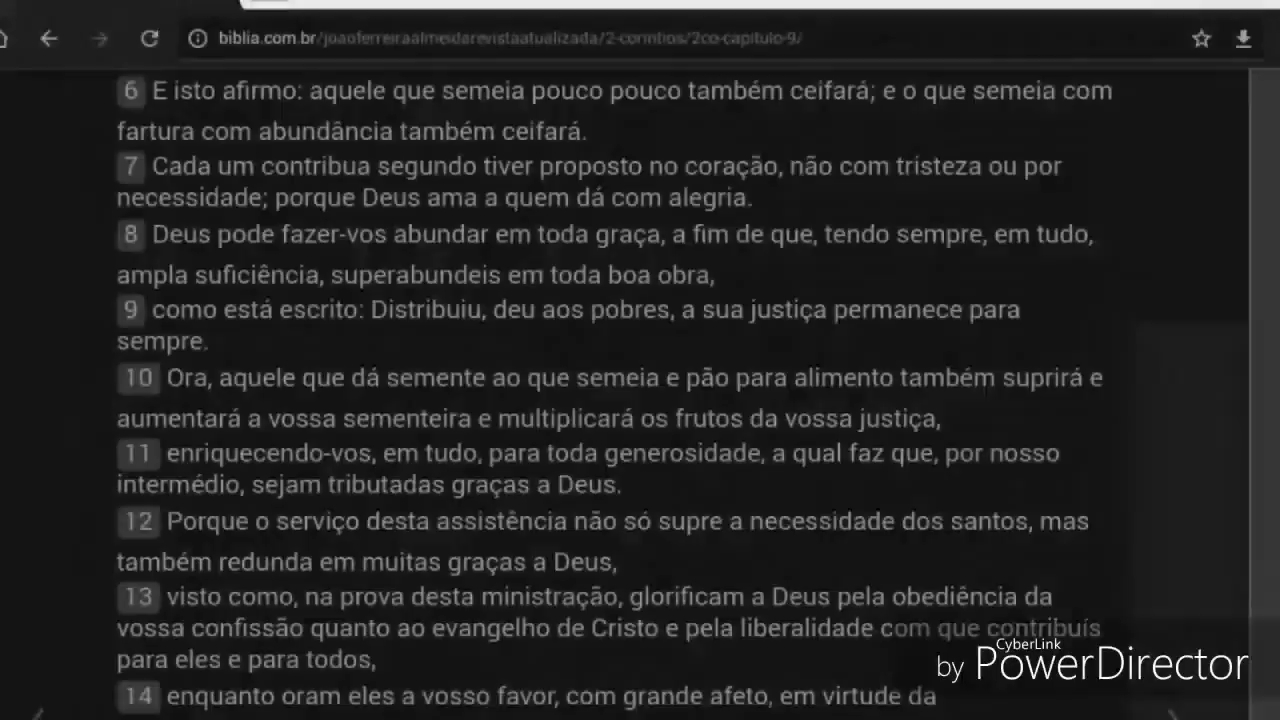 biblia.com.br/joaoferreiraalmeidarevistaatualizada/2-corintios/2co-capitulo-9/
6 E isto afirmo: aquele que semeia pouco pouco também ceifará; e o que semeia com
fartura com abundância também ceifará.
7 Cada um contribua segundo tiver proposto no coração, não com tristeza ou por
necessidade; porque Deus ama a quem dá com alegria.
8 Deus pode fazer-vos abundar em toda graça, a fim de que, tendo sempre, em tudo,
ampla suficiência, superabundeis em toda boa obra,
9 como está escrito: Distribuiu, deu aos pobres, a sua justiça permanece para
sempre.
10 Ora, aquele que dá semente ao que semeia e pão para alimento também suprirá e
aumentará a vossa sementeira e multiplicará os frutos da vossa justiça,
11 enriquecendo-vos, em tudo, para toda generosidade, a qual faz que, por nosso
intermédio, sejam tributadas graças a Deus.
12 Porque o serviço desta assistência não só supre a necessidade dos santos, mas
também redunda em muitas graças a Deus,
13 visto como, na prova desta ministração, glorificam a Deus pela obediência da
vossa confissão quanto ao evangelho de Cristo e pela liberalidade com que contribuís
para eles e para todos,
14 enquanto oram eles a vosso favor, com grande afeto, em virtude da
CyberLink
by PowerDirector